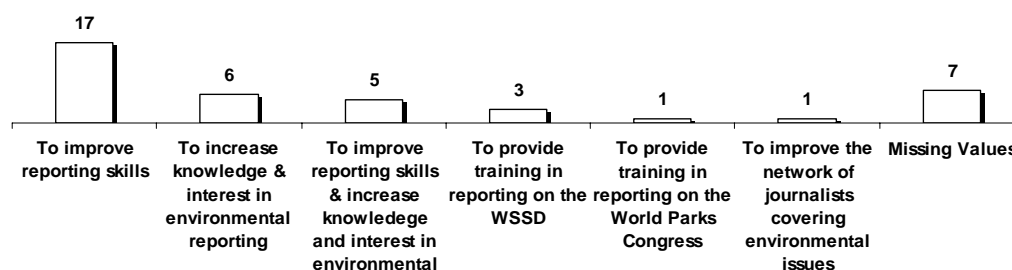 17
6
5
3
1
1
7
To improve
reporting skills
To increase
knowledge &
interest in
environmental
reporting
To improve
reporting skills
& increase
knowledege
and interest in
environmental
To provide
training in
reporting on the
WSSD
To provide
training in
reporting on the
World Parks
Congress
To improve the
network of
journalists
covering
environmental
issues
Missing Values